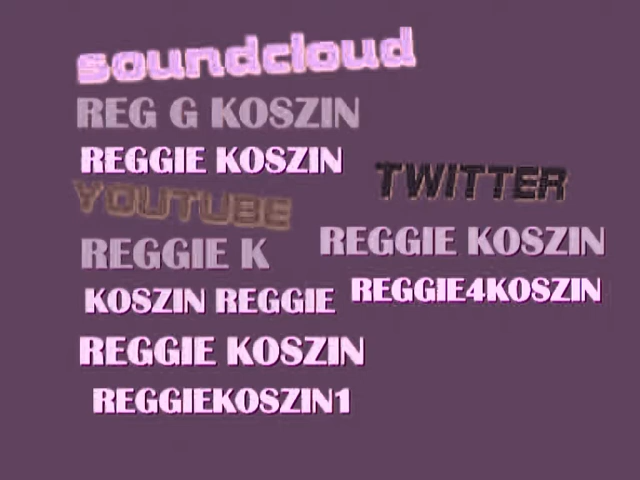 soundcloud
REG G KOSZIN
REGGIE KOSZIN
YOUTUBE
REGGIE K
KOSZIN REGGIE
REGGIE KOSZIN
REGGIEKOSZIN1
TWITTER
REGGIE KOSZIN
REGGIE4KOSZIN